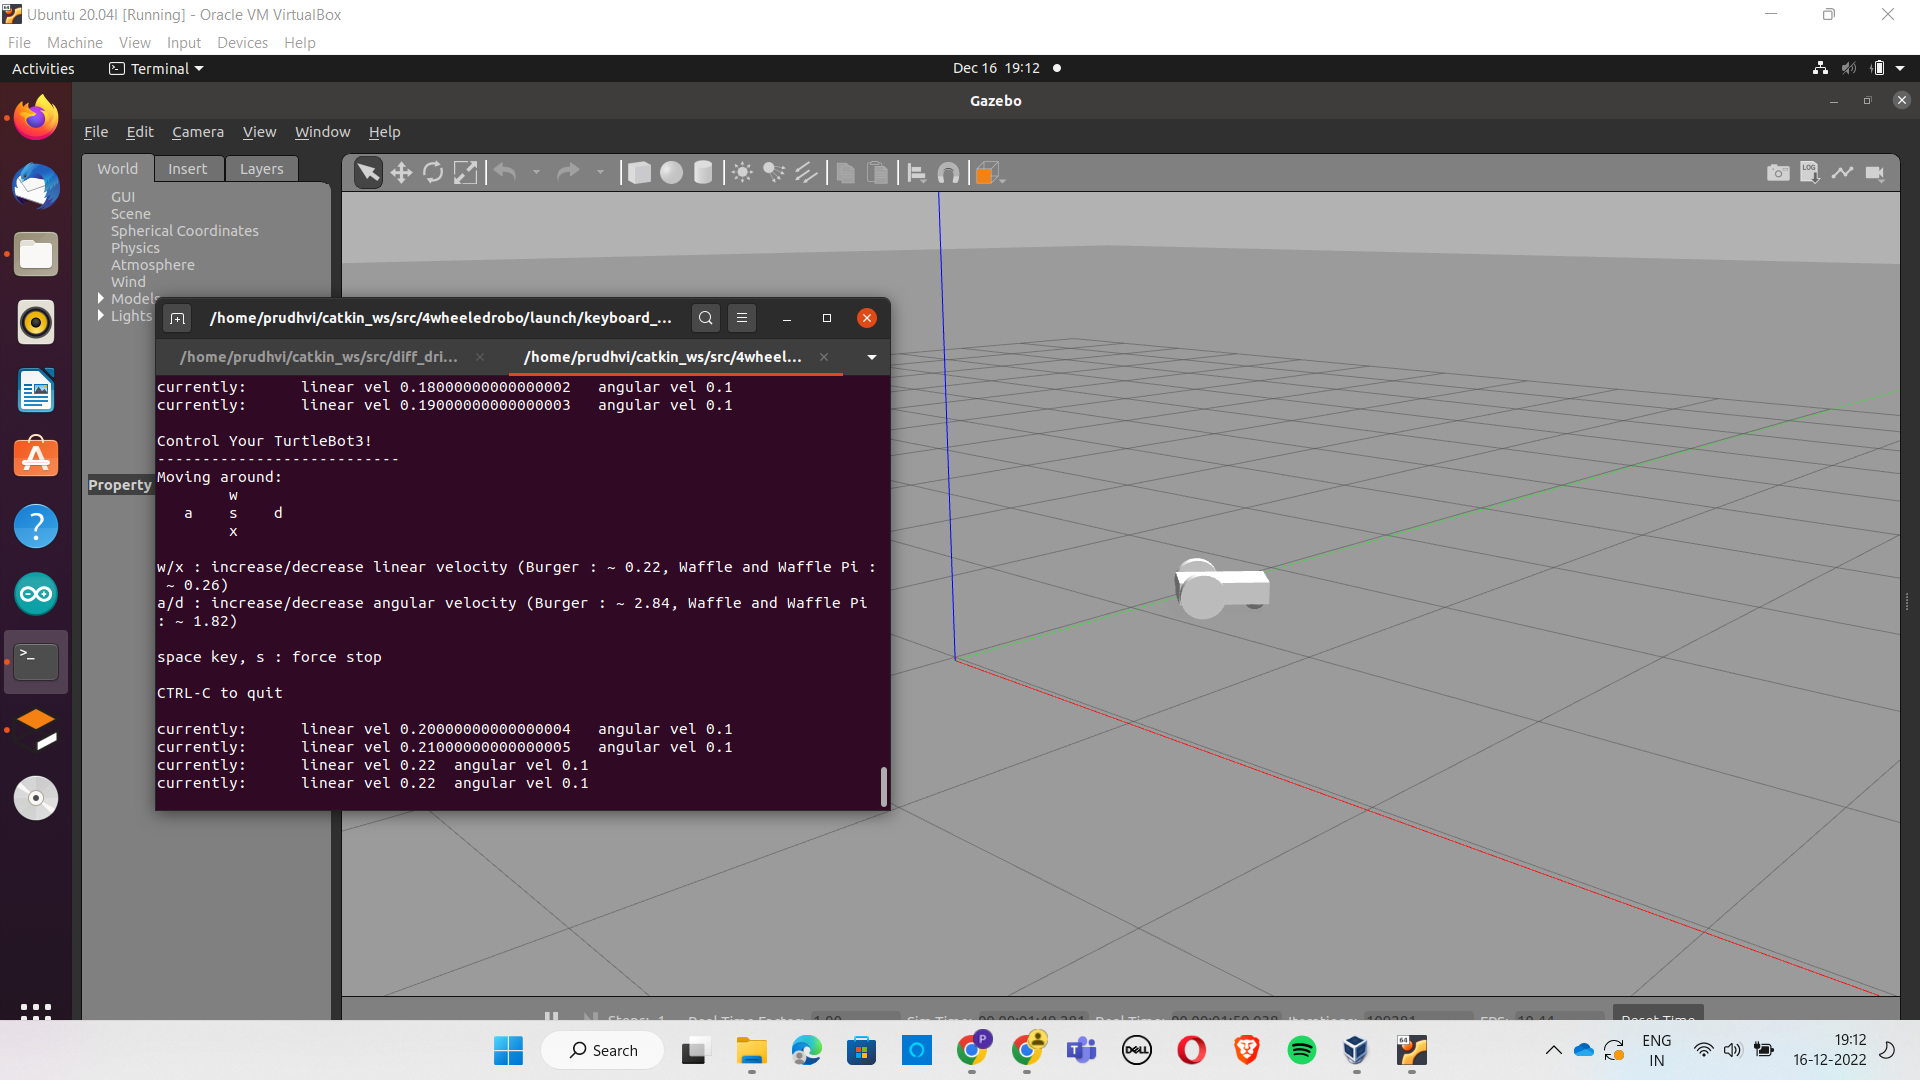 Ubuntu 20.04l [Running] - Oracle VM VirtualBox
File Machine View Input Devices Help
Activities Terminal Dec 16 19:12
Gazebo
File Edit Camera View Window Help
World Insert Layers
GUI
Scene
Spherical Coordinates
Physics
Atmosphere
Wind
Models
Lights
Property
/home/prudhvi/catkin_ws/src/4wheeledrobo/launch/keyboard_...
/home/prudhvi/catkin_ws/src/diff_dri... /home/prudhvi/catkin_ws/src/4wheel...
currently: linear vel 0.18000000000000002 angular vel 0.1
currently: linear vel 0.19000000000000003 angular vel 0.1
Control Your TurtleBot3!
---------------------------
Moving around:
w
a s d
x
w/x : increase/decrease linear velocity (Burger : ~ 0.22, Waffle and Waffle Pi :
~ 0.26)
a/d : increase/decrease angular velocity (Burger : ~ 2.84, Waffle and Waffle Pi
: ~ 1.82)
space key, s : force stop
CTRL-C to quit
currently: linear vel 0.20000000000000004 angular vel 0.1
currently: linear vel 0.21000000000000005 angular vel 0.1
currently: linear vel 0.22 angular vel 0.1
currently: linear vel 0.22 angular vel 0.1
LOG
Search
DELL
ENG
IN
19:12
16-12-2022